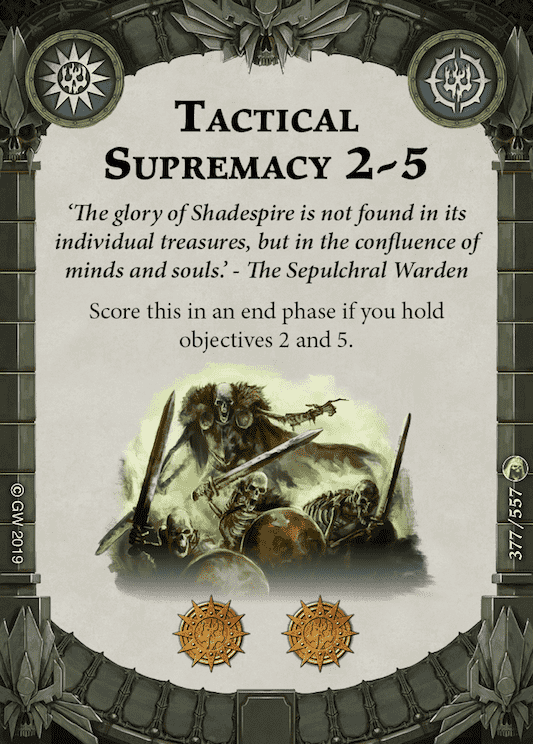 Tactical
Supremacy 2-5
‘The glory of Shadespire is not found in its
individual treasures, but in the confluence of
minds and souls.’ - The Sepulchral Warden
Score this in an end phase if you hold
objectives 2 and 5.
© GW 2019
377/557